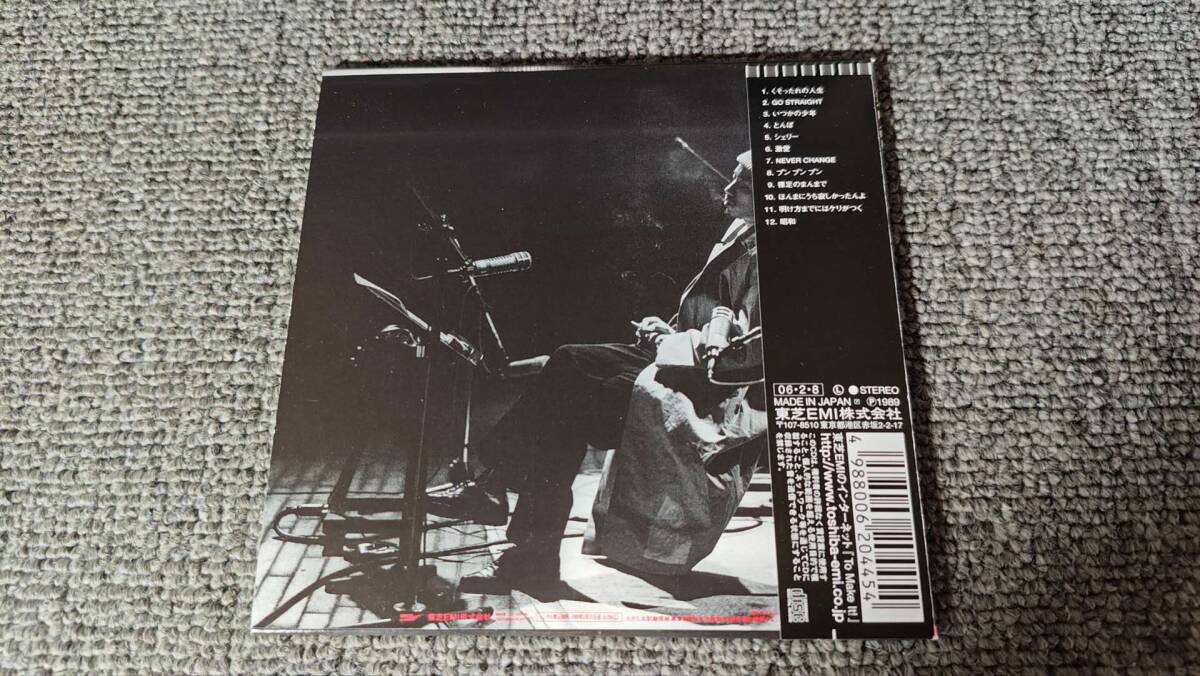 1. くそったれの人生
2. GO STRAIGHT
3. いつかの少年
4. とんぼ
5. シェリー
6. 激愛
7. NEVER CHANGE
8. ブン ブン ブン
9. 裸足のまんまで
10. ほんまにうち寂しかったんよ
11. 明け方までにはケリがつく
12. 昭和
06・2・8 Ⓛ ●STEREO
MADE IN JAPAN Ⓟ1989
東芝EMI株式会社
〒107-8510 東京都港区赤坂2-2-17
東芝EMIのインターネット「To Make It!」
http://www.toshiba-emi.co.jp
4 988006 204454